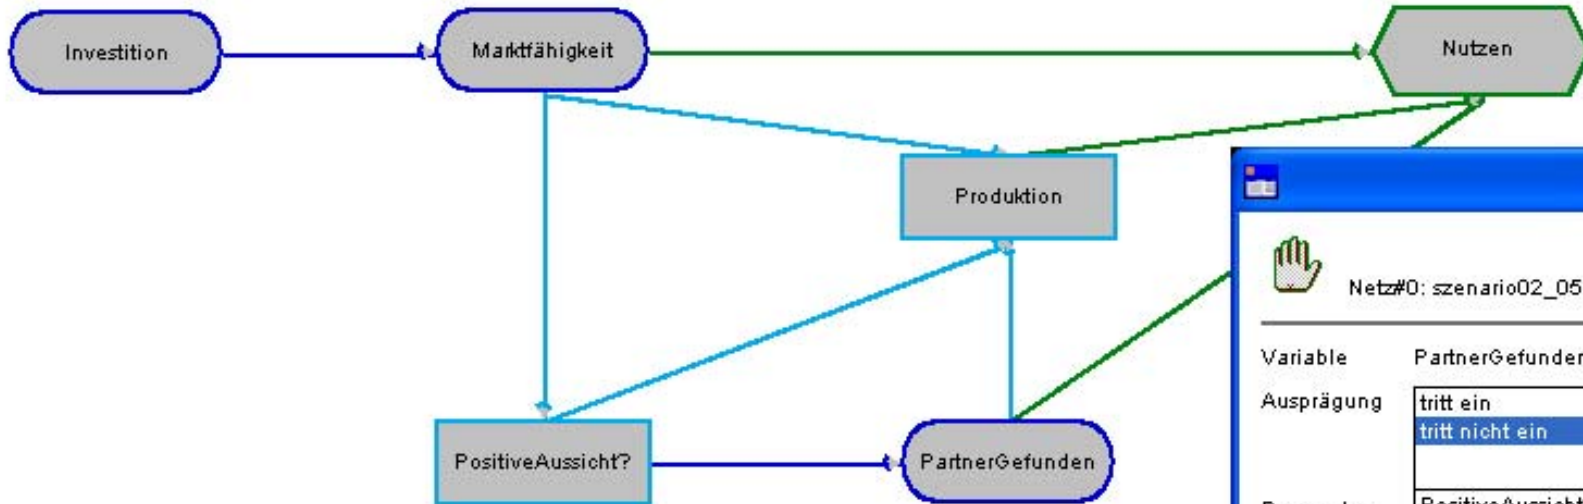 Investition
Marktfähigkeit
Nutzen
Produktion
Netz#0: szenario02_05
Variable PartnerGefunden
Ausprägung tritt ein
tritt nicht ein
PositiveAussicht?
PartnerGefunden